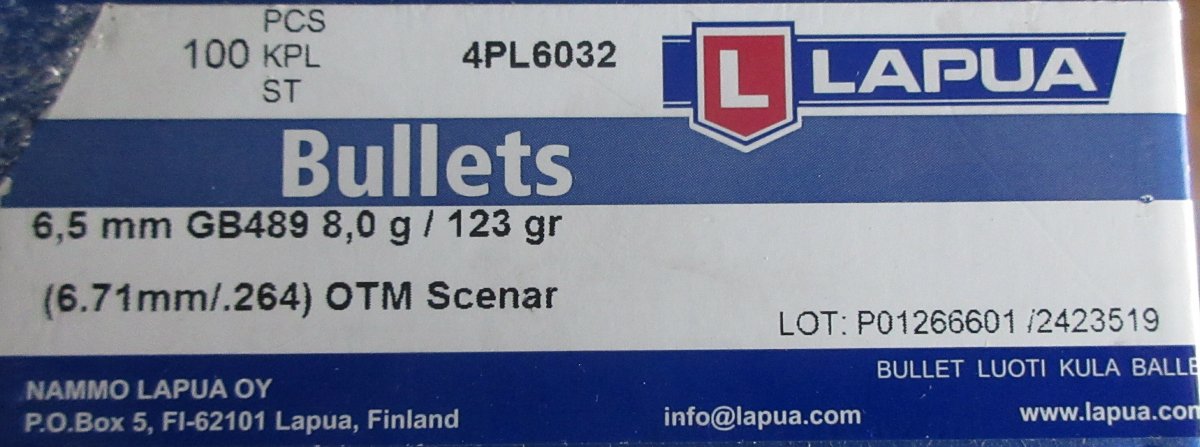 PCS
100 KPL
ST
4PL6032
L LAPUA
Bullets
6,5 mm GB489 8,0 g / 123 gr
(6.71mm/.264) OTM Scenar
LOT: P01266601 /2423519
BULLET LUOTI KULA BALLE
NAMMO LAPUA OY
P.O.Box 5, FI-62101 Lapua, Finland
info@lapua.com
www.lapua.com